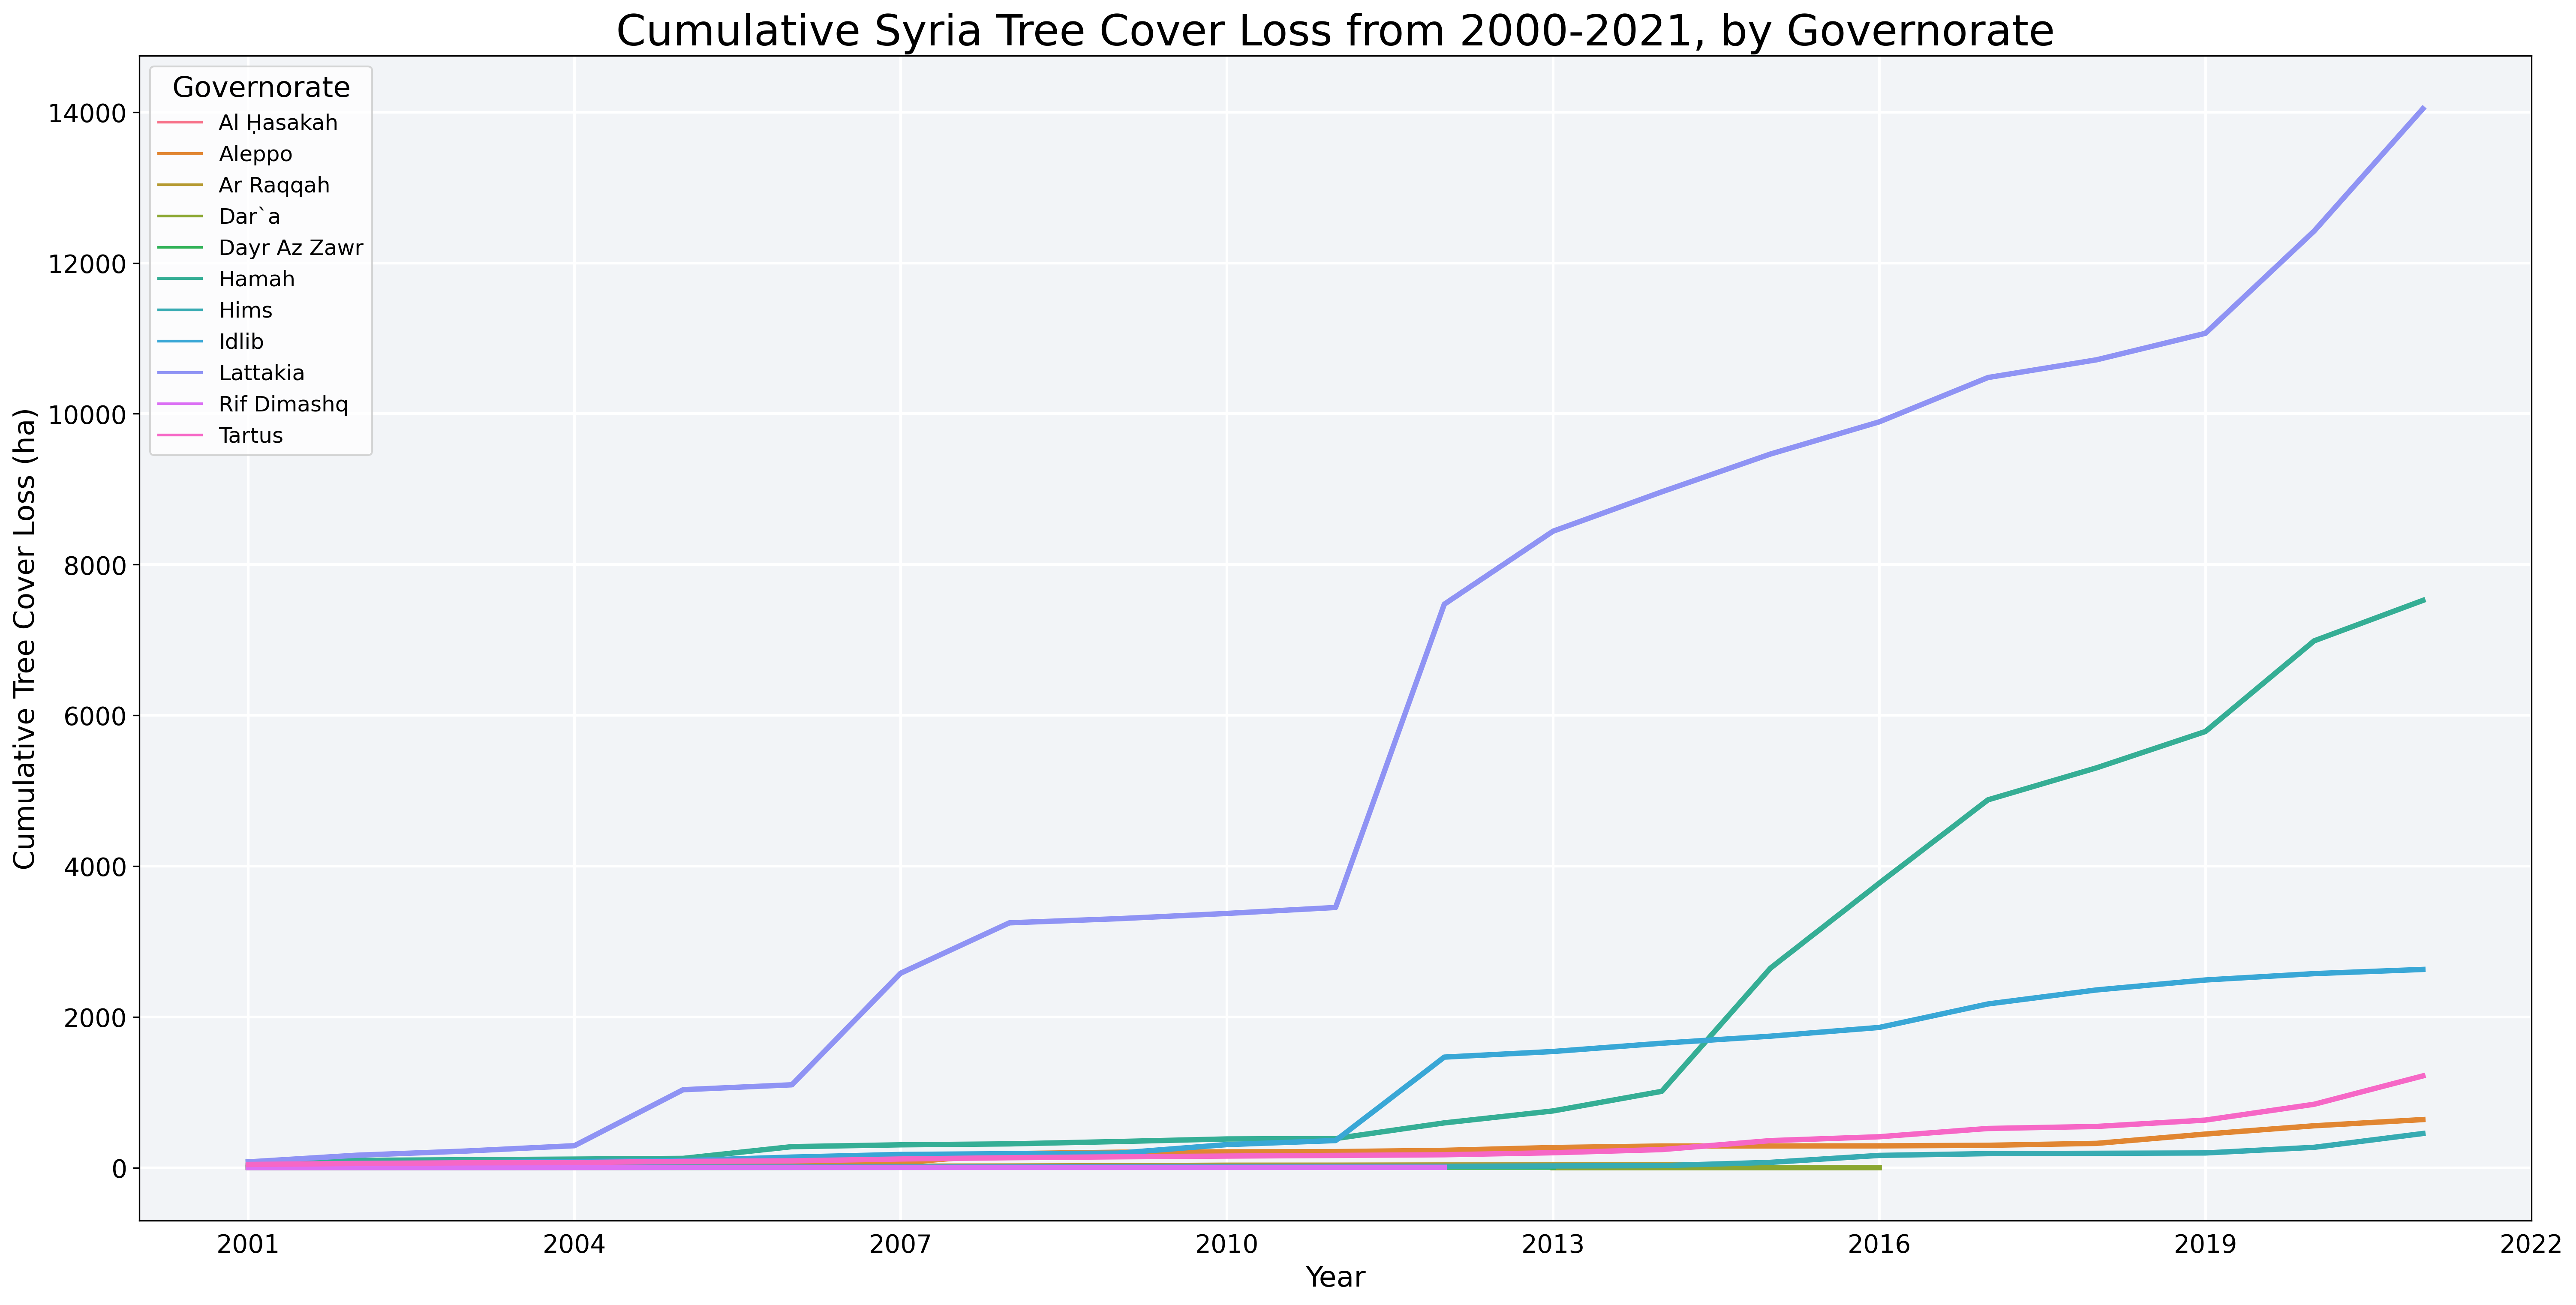 Cumulative Syria Tree Cover Loss from 2000-2021, by Governorate
Governorate
Al Ḥasakah
Aleppo
Ar Raqqah
Dar`a
Dayr Az Zawr
Hamah
Hims
Idlib
Lattakia
Rif Dimashq
Tartus
Cumulative Tree Cover Loss (ha)
14000
12000
10000
8000
6000
4000
2000
0
2001 2004 2007 2010 2013 2016 2019 2022
Year